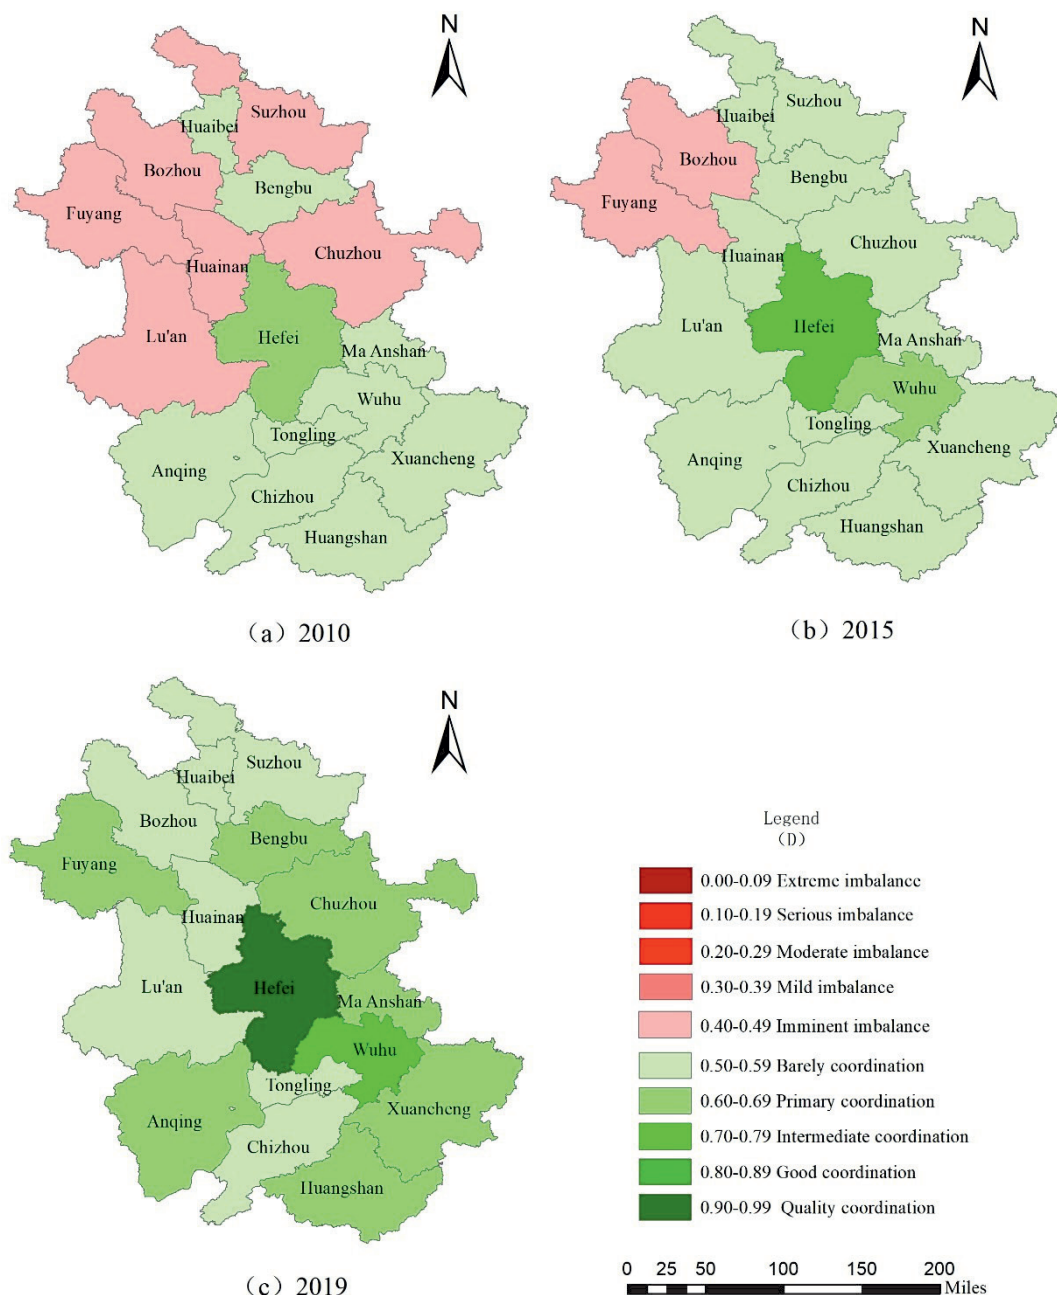 N
Suzhou
Huaibei
Bozhou
Bengbu
Fuyang
Chuzhou
Huainan
Lu'an
Hefei
Ma Anshan
Wuhu
Tongling
Xuancheng
Anqing
Chizhou
Huangshan
（a）2010
N
Suzhou
Huaibei
Bozhou
Bengbu
Fuyang
Chuzhou
Huainan
Lu'an
Hefei
Ma Anshan
Wuhu
Tongling
Xuancheng
Anqing
Chizhou
Huangshan
（b）2015
N
Suzhou
Huaibei
Bozhou
Bengbu
Fuyang
Chuzhou
Huainan
Lu'an
Hefei
Ma Anshan
Wuhu
Tongling
Xuancheng
Anqing
Chizhou
Huangshan
（c）2019
Legend
（D）
0.00-0.09 Extreme imbalance
0.10-0.19 Serious imbalance
0.20-0.29 Moderate imbalance
0.30-0.39 Mild imbalance
0.40-0.49 Imminent imbalance
0.50-0.59 Barely coordination
0.60-0.69 Primary coordination
0.70-0.79 Intermediate coordination
0.80-0.89 Good coordination
0.90-0.99 Quality coordination
0 25 50 100 150 200
Miles